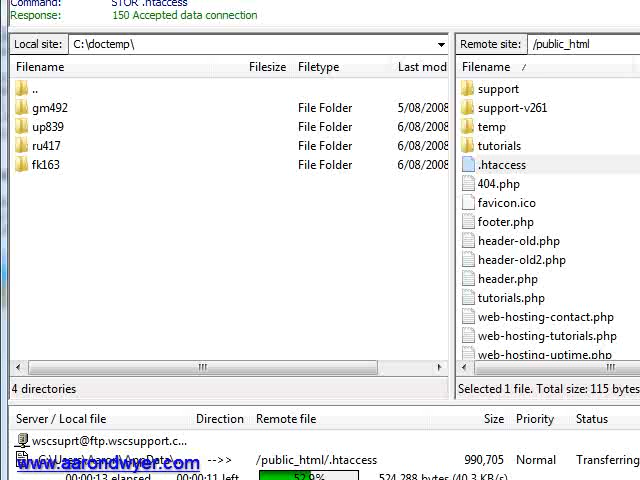 Command: STOR .htaccess
Response: 150 Accepted data connection
Local site: C:\doctemp\ Remote site: /public_html
Filename Filesize Filetype Last mod Filename /
.. support
gm492 File Folder 5/08/2008 support-v261
up839 File Folder 6/08/2008 temp
ru417 File Folder 6/08/2008 tutorials
fk163 File Folder 6/08/2008 .htaccess
404.php
favicon.ico
footer.php
header-old.php
header-old2.php
header.php
tutorials.php
web-hosting-contact.php
web-hosting-tutorials.php
web-hosting-uptime.php
4 directories Selected 1 file. Total size: 115 bytes
Server / Local file Direction Remote file Size Priority Status
wscsuprt@ftp.wscsupport.c...
C:\Users\Aaron\AppData\ -->> /public_html/.htaccess 990,705 Normal Transferring
www.aarondwyer.com
00:00:13 elapsed 00:00:11 left 52.9% 524,288 bytes (40.3 KB/s)